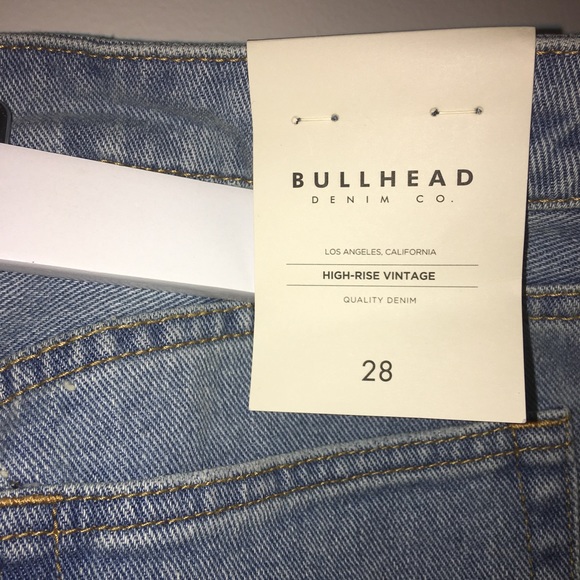 BULLHEAD
DENIM CO.
LOS ANGELES, CALIFORNIA
HIGH-RISE VINTAGE
QUALITY DENIM
28